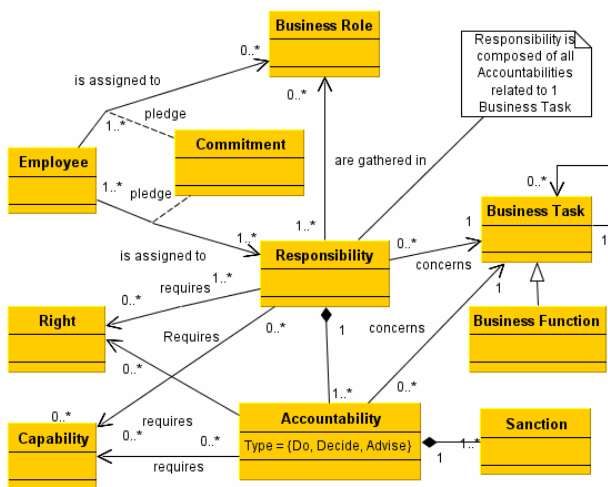 Business Role
Responsibility is
composed of all
Accountabilities
related to 1
Business Task
0..*
is assigned to
0..*
1..*
pledge
Commitment
Employee
are gathered in
1..*
pledge
0..*
Business Task
1
1
1..*
1..*
0..*
Responsibility
concerns
is assigned to
1..*
requires
0..*
1
Right
0..*
Requires
1
concerns
Business Function
0..*
1..*
0..*
0..*
requires
Accountability
Sanction
Capability
0..*
0..*
Type = {Do, Decide, Advise}
1..*
1
requires